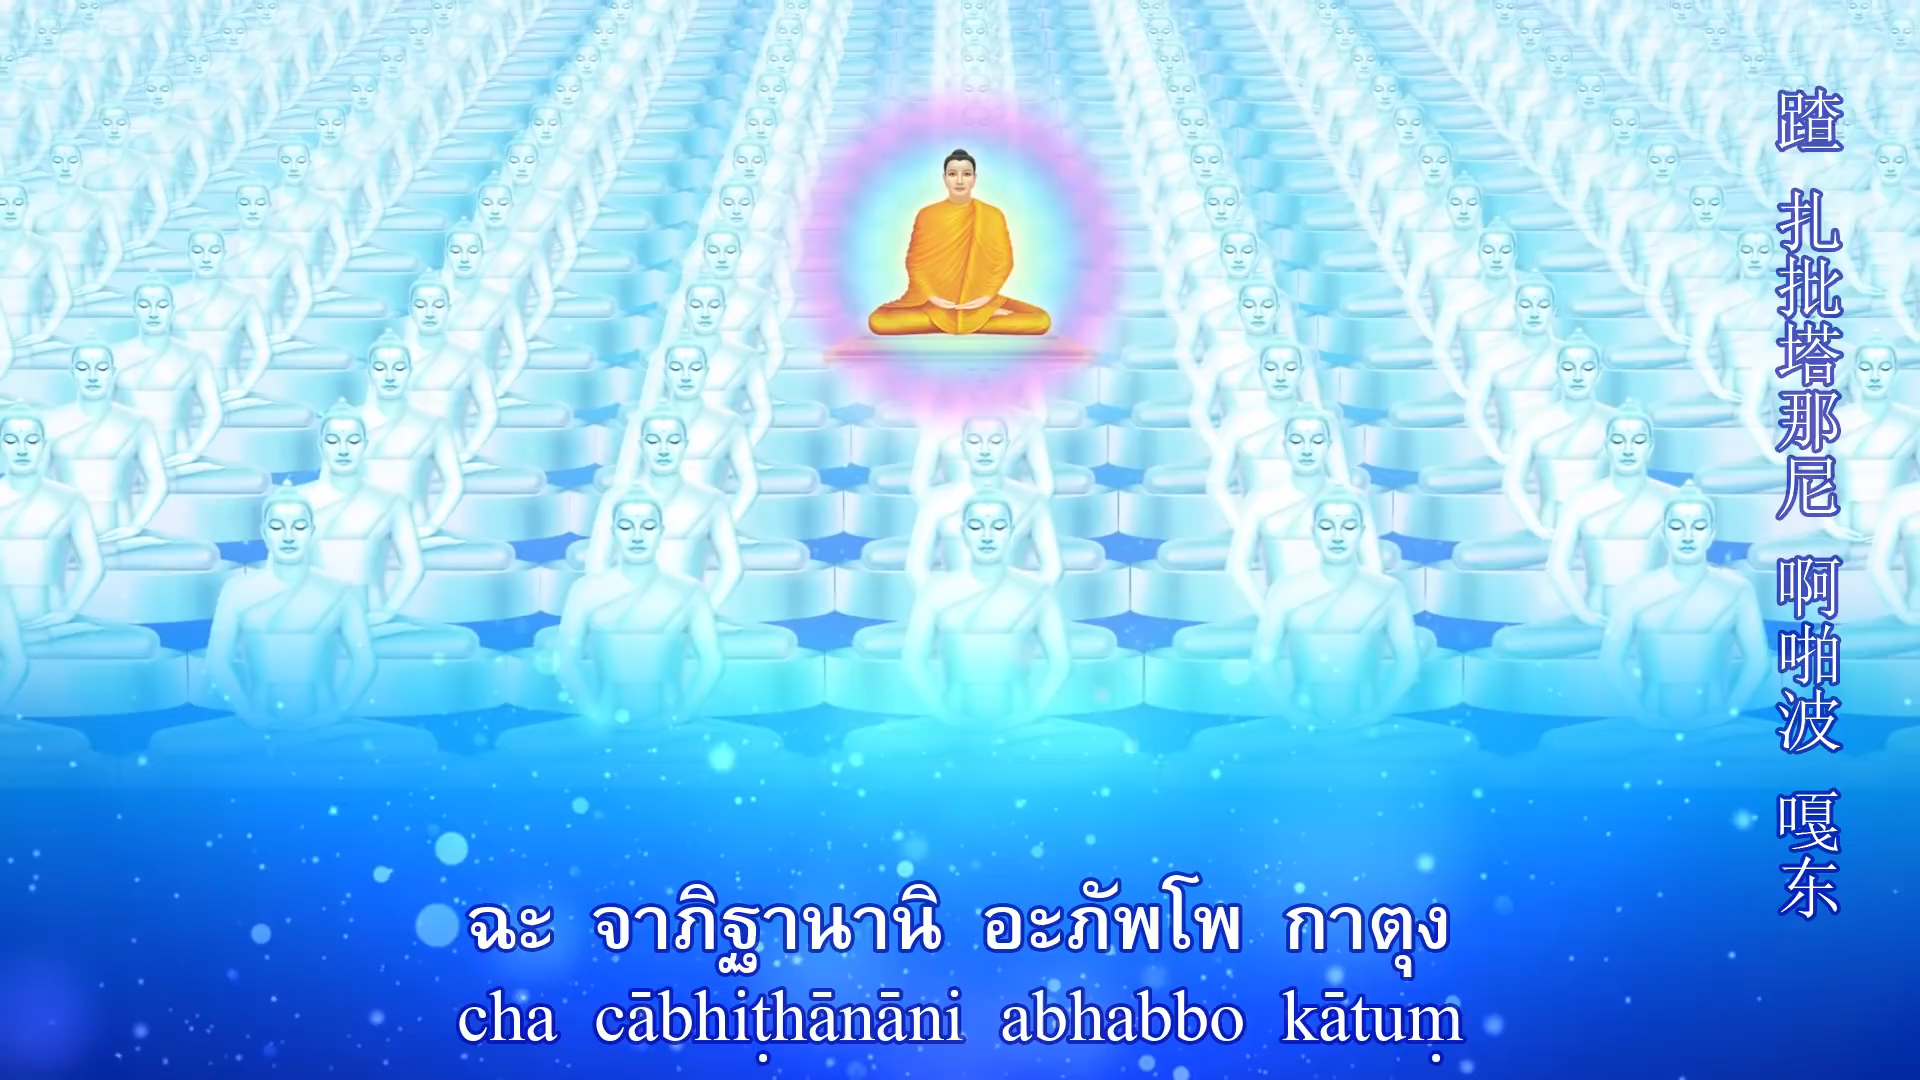 蹅 扎批塔那尼 啊啪波 嘎东
ฉะ จาภิฐานานิ อะภัพโพ กาตุง
cha cābhiṭhānāni abhabbo kātuṃ